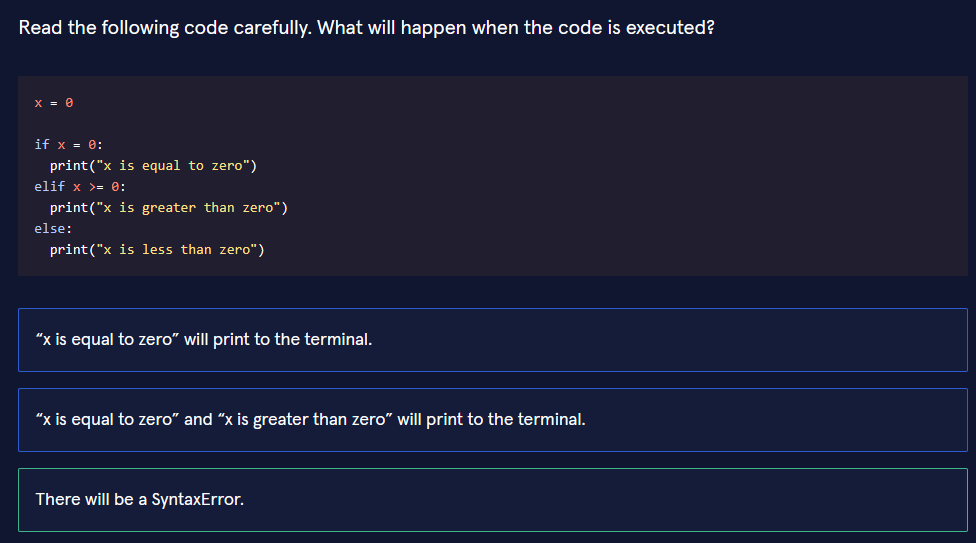 Read the following code carefully. What will happen when the code is executed?
x = 0
if x = 0:
  print("x is equal to zero")
elif x >= 0:
  print("x is greater than zero")
else:
  print("x is less than zero")
“x is equal to zero” will print to the terminal.
“x is equal to zero” and “x is greater than zero” will print to the terminal.
There will be a SyntaxError.